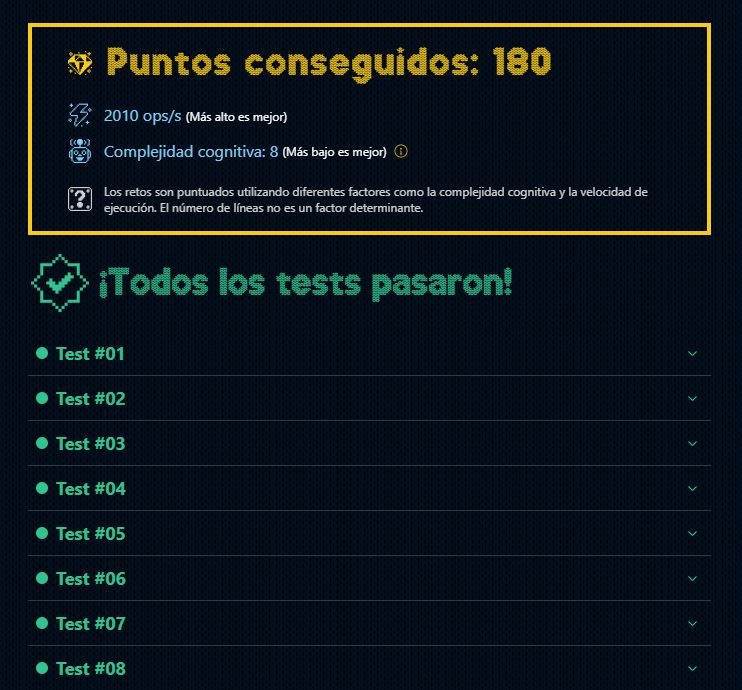 Puntos conseguidos: 180
2010 ops/s (Más alto es mejor)
Complejidad cognitiva: 8 (Más bajo es mejor)
Los retos son puntuados utilizando diferentes factores como la complejidad cognitiva y la velocidad de
ejecución. El número de líneas no es un factor determinante.
¡Todos los tests pasaron!
Test #01
Test #02
Test #03
Test #04
Test #05
Test #06
Test #07
Test #08